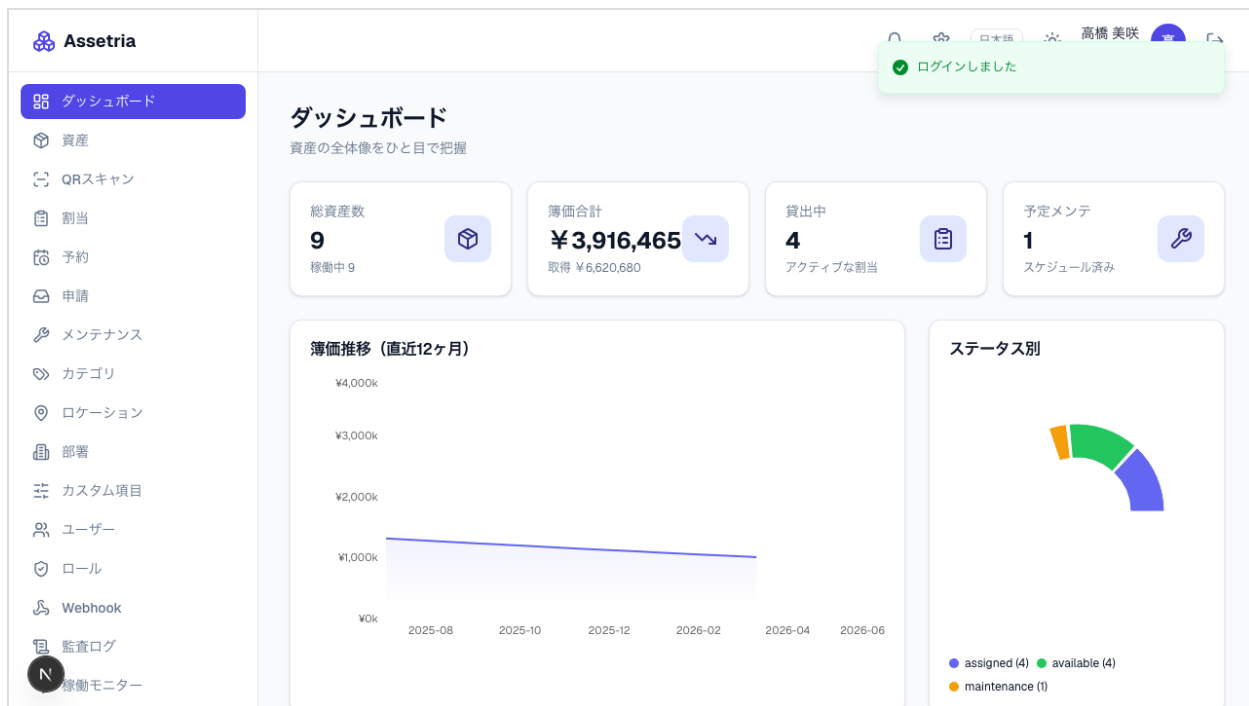 Assetria
日本語
高橋 美咲
ログインしました
ダッシュボード
資産
QRスキャン
割当
予約
申請
メンテナンス
カテゴリ
ロケーション
部署
カスタム項目
ユーザー
ロール
Webhook
監査ログ
N
稼働モニター
ダッシュボード
資産の全体像をひと目で把握
総資産数
9
稼働中 9
簿価合計
¥3,916,465
取得 ¥6,620,680
貸出中
4
アクティブな割当
予定メンテ
1
スケジュール済み
簿価推移（直近12ヶ月）
¥4,000k
¥3,000k
¥2,000k
¥1,000k
¥0k
2025-08 2025-10 2025-12 2026-02 2026-04 2026-06
ステータス別
assigned (4) available (4)
maintenance (1)